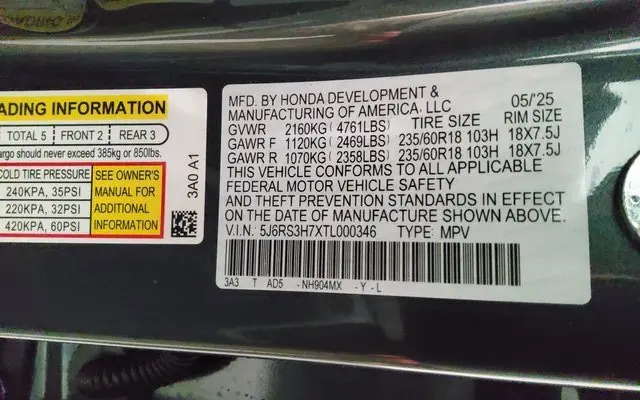 ADING INFORMATION
TOTAL 5 FRONT 2 REAR 3
argo should never exceed 385kg or 850lbs.
COLD TIRE PRESSURE
240KPA, 35PSI
220KPA, 32PSI
420KPA, 60PSI
SEE OWNER'S
MANUAL FOR
ADDITIONAL
INFORMATION
3A0 A1
MFD. BY HONDA DEVELOPMENT &
MANUFACTURING OF AMERICA, LLC 05/'25
GVWR 2160KG ( 4761LBS) TIRE SIZE RIM SIZE
GAWR F 1120KG ( 2469LBS) 235/60R18 103H 18X7.5J
GAWR R 1070KG ( 2358LBS) 235/60R18 103H 18X7.5J
THIS VEHICLE CONFORMS TO ALL APPLICABLE
FEDERAL MOTOR VEHICLE SAFETY
AND THEFT PREVENTION STANDARDS IN EFFECT
ON THE DATE OF MANUFACTURE SHOWN ABOVE.
V.I.N. 5J6RS3H7XTL000346 TYPE: MPV
3A3 T AD5 -NH904MX -Y-L